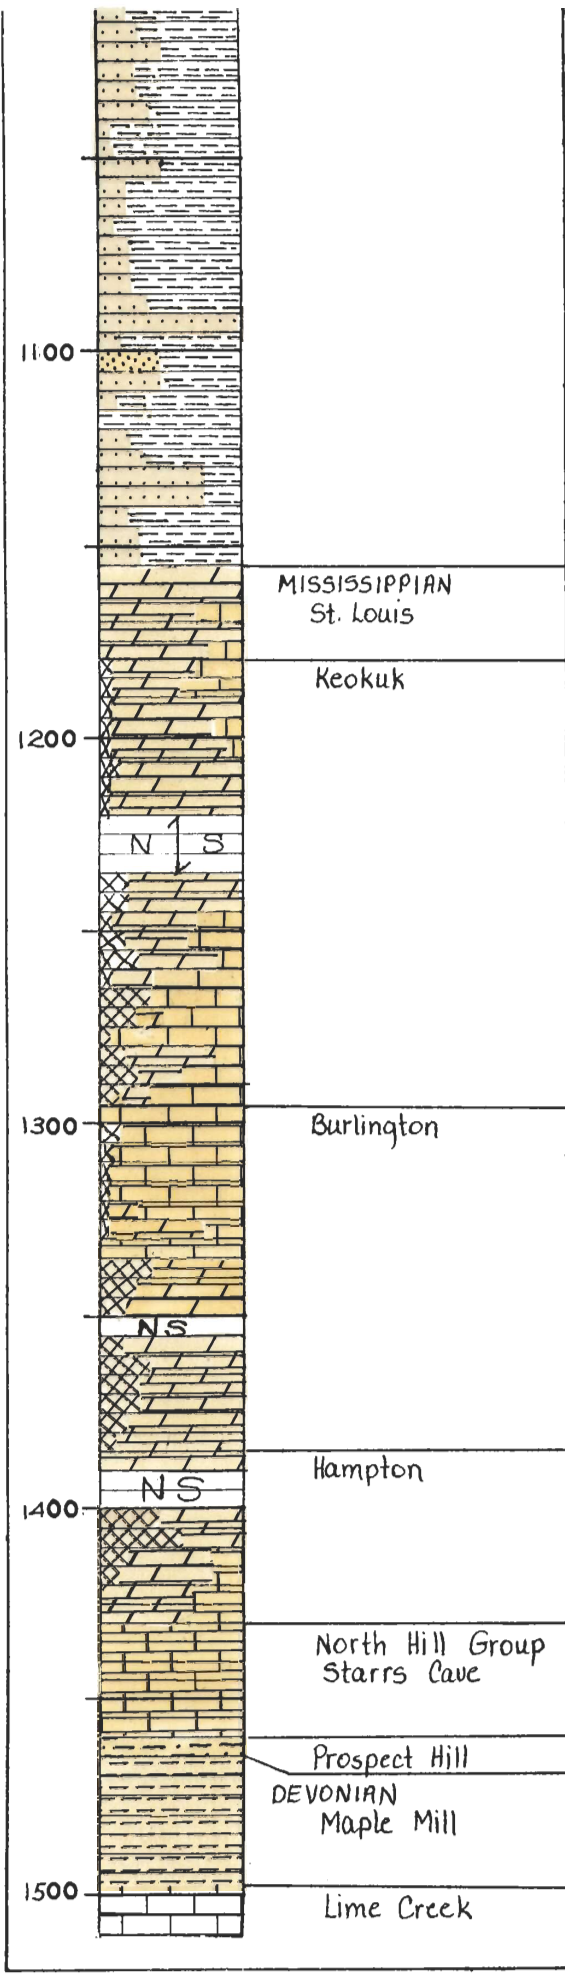 1100
MISSISSIPPIAN
St. Louis
Keokuk
1200
N S
Burlington
1300
NS
Hampton
NS
1400
North Hill Group
Starrs Cave
Prospect Hill
DEVONIAN
Maple Mill
1500
Lime Creek